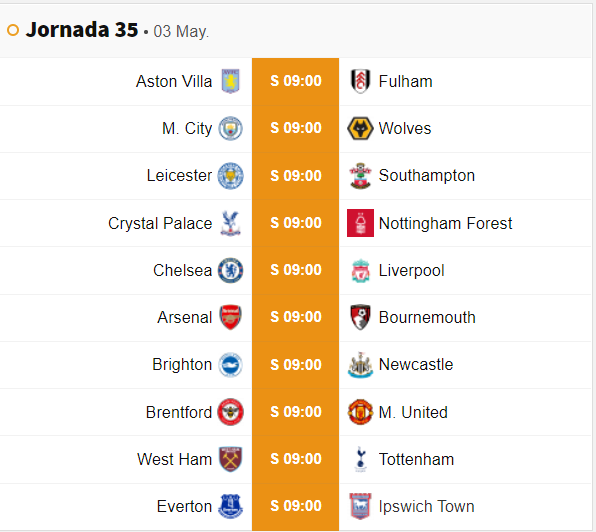 Jornada 35 • 03 May.
Aston Villa S 09:00 Fulham
M. City S 09:00 Wolves
Leicester S 09:00 Southampton
Crystal Palace S 09:00 Nottingham Forest
Chelsea S 09:00 Liverpool
Arsenal S 09:00 Bournemouth
Brighton S 09:00 Newcastle
Brentford S 09:00 M. United
West Ham S 09:00 Tottenham
Everton S 09:00 Ipswich Town